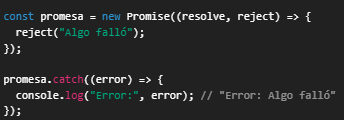 const promesa = new Promise((resolve, reject) => {
  reject("Algo falló");
});

promesa.catch((error) => {
  console.log("Error:", error); // "Error: Algo falló"
});